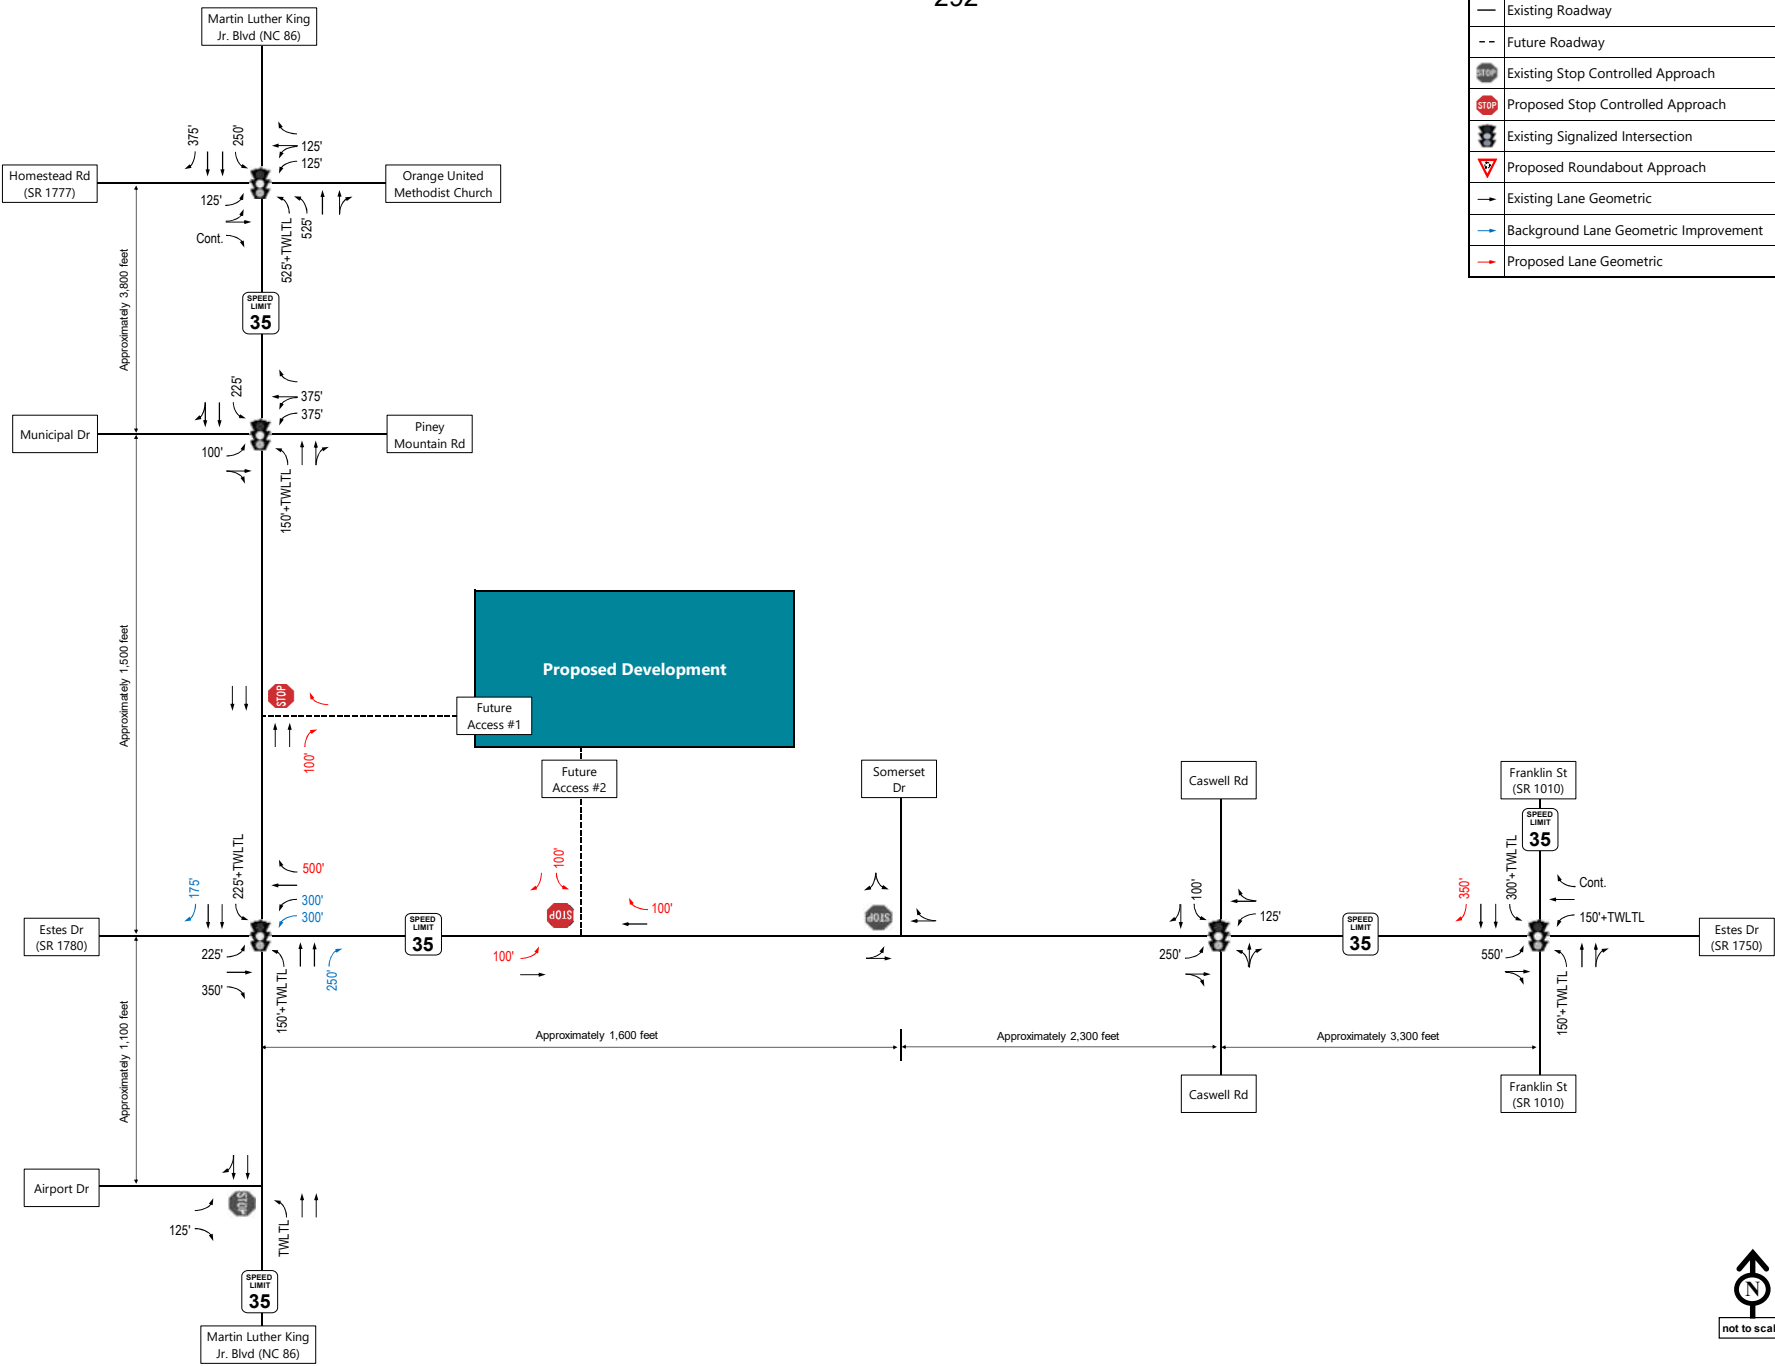 292
Existing Roadway
Future Roadway
STOP Existing Stop Controlled Approach
STOP Proposed Stop Controlled Approach
Existing Signalized Intersection
Proposed Roundabout Approach
Existing Lane Geometric
Background Lane Geometric Improvement
Proposed Lane Geometric
Martin Luther King
Jr. Blvd (NC 86)
375'
250'
125'
125'
Homestead Rd
(SR 1777)
Orange United
Methodist Church
125'
Cont.
525'+TWLTL
525'
Approximately 3,800 feet
SPEED
LIMIT
35
225'
375'
375'
Municipal Dr
Piney
Mountain Rd
100'
150'+TWLTL
Approximately 1,500 feet
Proposed Development
STOP
Future
Access #1
100'
Future
Access #2
Somerset
Dr
Caswell Rd
Franklin St
(SR 1010)
SPEED
LIMIT
35
175'
225'+TWLTL
500'
300'
300'
100'
STOP
100'
STOP
100'
125'
350'
300'+TWLTL
Cont.
150'+TWLTL
Estes Dr
(SR 1780)
SPEED
LIMIT
35
SPEED
LIMIT
35
Estes Dr
(SR 1750)
225'
350'
150'+TWLTL
250'
100'
250'
550'
150'+TWLTL
Approximately 1,100 feet
Approximately 1,600 feet
Approximately 2,300 feet
Approximately 3,300 feet
Caswell Rd
Franklin St
(SR 1010)
Airport Dr
STOP
125'
TWLTL
SPEED
LIMIT
35
Martin Luther King
Jr. Blvd (NC 86)
N
not to scal